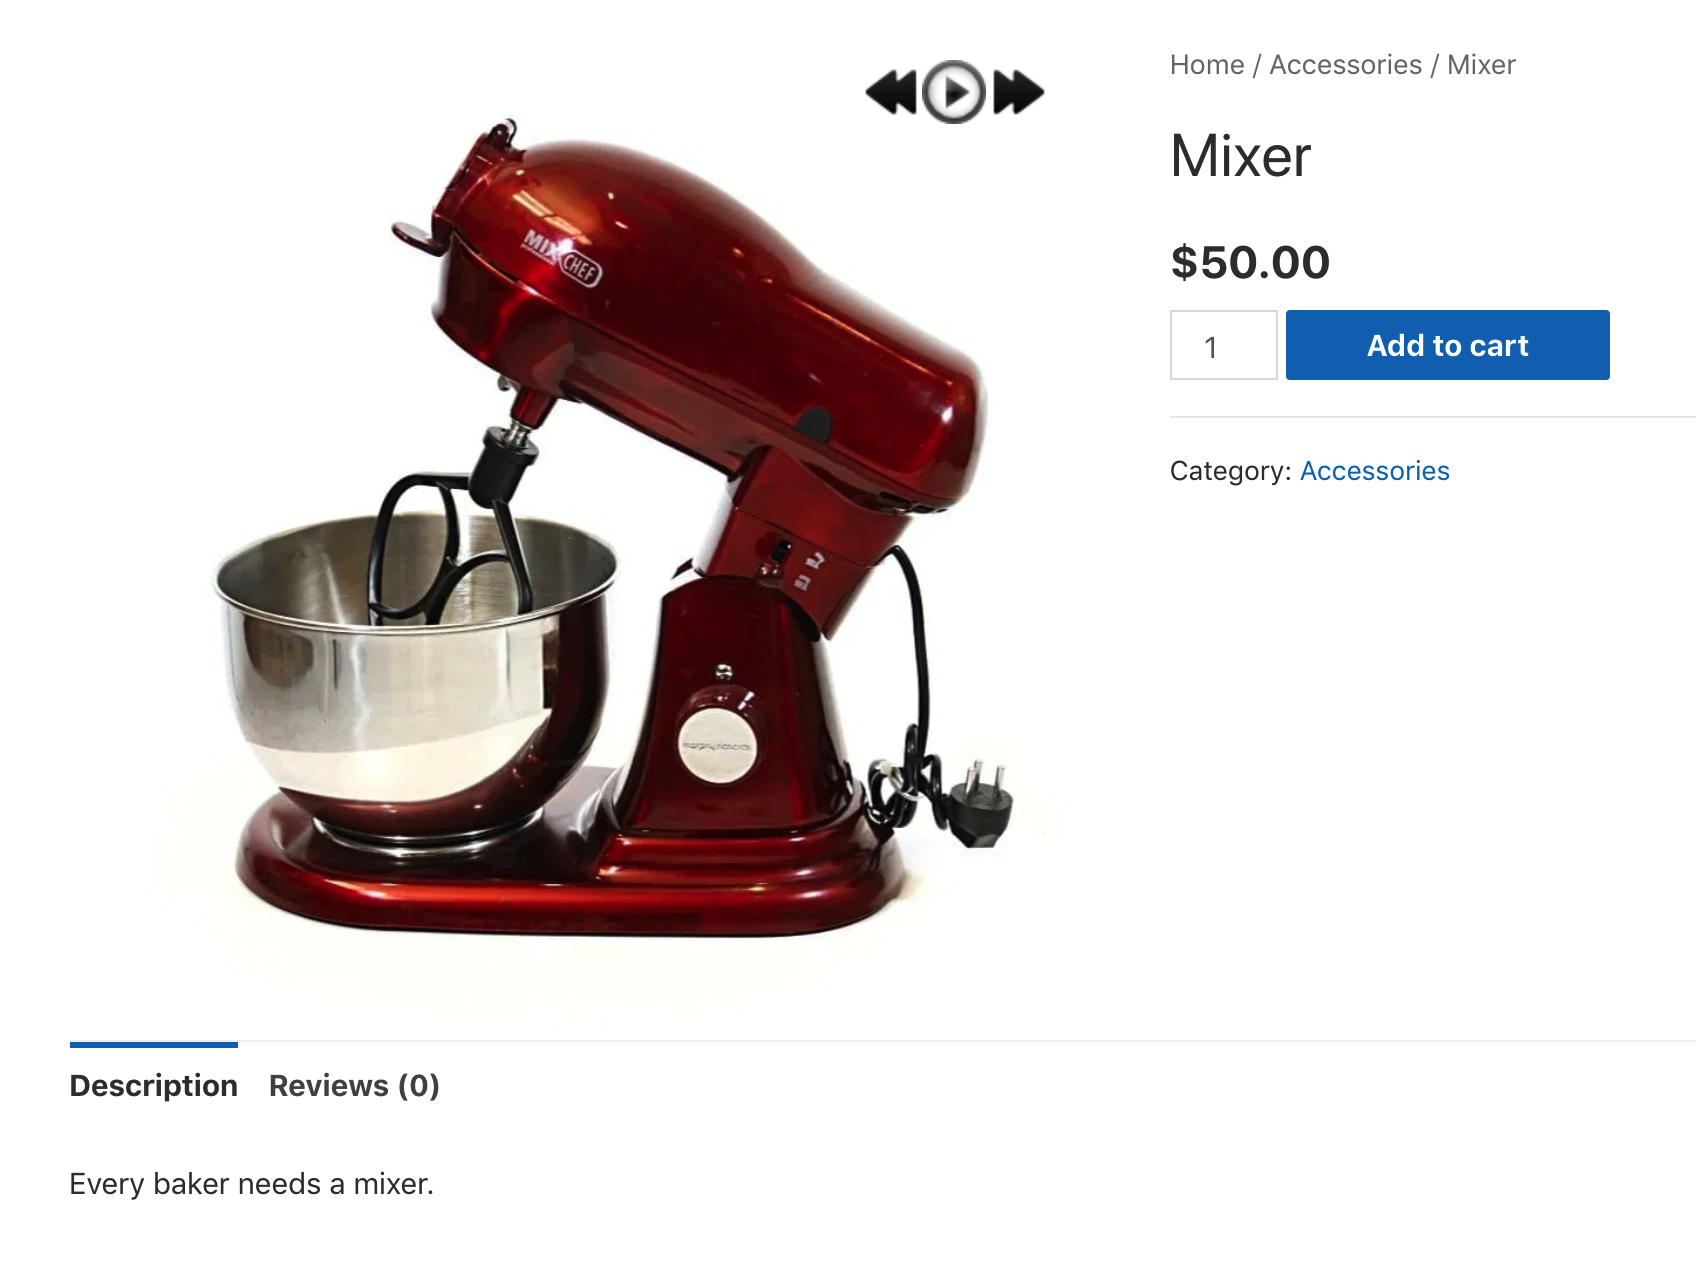 Home / Accessories / Mixer
Mixer
$50.00
1
Add to cart
Category: Accessories
MIX
CHEF
Description
Reviews (0)
Every baker needs a mixer.